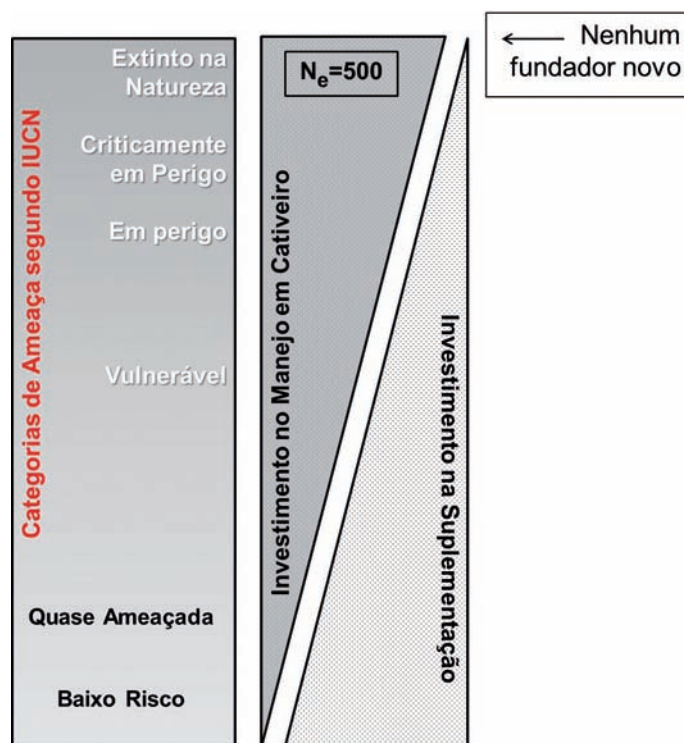 Categorias de Ameaça segundo IUCN
Extinto na
Natureza
Criticamente
em Perigo
Em perigo
Vulnerável
Quase Ameaçada
Baixo Risco
Ne=500
Investimento no Manejo em Cativeiro
Investimento na Suplementação
← Nenhum
fundador novo